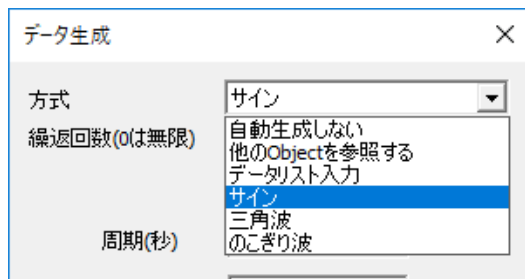 データ生成
方式
サイン
繰返回数(0は無限)
自動生成しない
他のObjectを参照する
データリスト入力
サイン
三角波
のこぎり波
周期(秒)